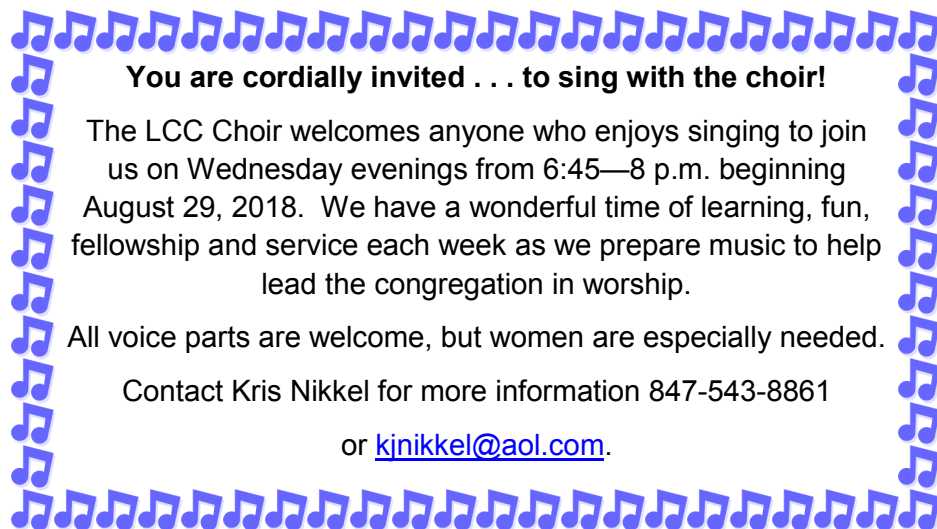 You are cordially invited . . . to sing with the choir!
The LCC Choir welcomes anyone who enjoys singing to join
us on Wednesday evenings from 6:45—8 p.m. beginning
August 29, 2018.  We have a wonderful time of learning, fun,
fellowship and service each week as we prepare music to help
lead the congregation in worship.
All voice parts are welcome, but women are especially needed.
Contact Kris Nikkel for more information 847-543-8861
or kjnikkel@aol.com.